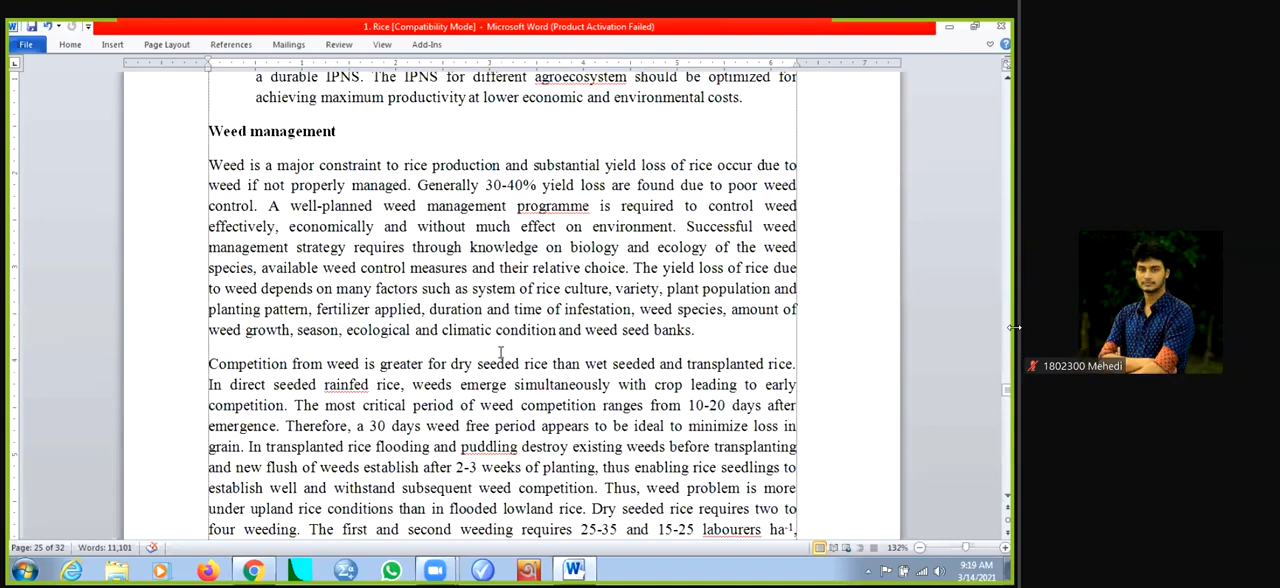 1. Rice [Compatibility Mode] - Microsoft Word (Product Activation Failed)
File Home Insert Page Layout References Mailings Review View Add-Ins
1 2 3 4 5 6 7
a durable IPNS. The IPNS for different agroecosystem should be optimized for
achieving maximum productivity at lower economic and environmental costs.
Weed management
Weed is a major constraint to rice production and substantial yield loss of rice occur due to
weed if not properly managed. Generally 30-40% yield loss are found due to poor weed
control. A well-planned weed management programme is required to control weed
effectively, economically and without much effect on environment. Successful weed
management strategy requires through knowledge on biology and ecology of the weed
species, available weed control measures and their relative choice. The yield loss of rice due
to weed depends on many factors such as system of rice culture, variety, plant population and
planting pattern, fertilizer applied, duration and time of infestation, weed species, amount of
weed growth, season, ecological and climatic condition and weed seed banks.
Competition from weed is greater for dry seeded rice than wet seeded and transplanted rice.
In direct seeded rainfed rice, weeds emerge simultaneously with crop leading to early
competition. The most critical period of weed competition ranges from 10-20 days after
emergence. Therefore, a 30 days weed free period appears to be ideal to minimize loss in
grain. In transplanted rice flooding and puddling destroy existing weeds before transplanting
and new flush of weeds establish after 2-3 weeks of planting, thus enabling rice seedlings to
establish well and withstand subsequent weed competition. Thus, weed problem is more
under upland rice conditions than in flooded lowland rice. Dry seeded rice requires two to
four weeding. The first and second weeding requires 25-35 and 15-25 labourers ha-1,
1802300 Mehedi
Page: 25 of 32 Words: 11,101 132%
9:19 AM
3/14/2021